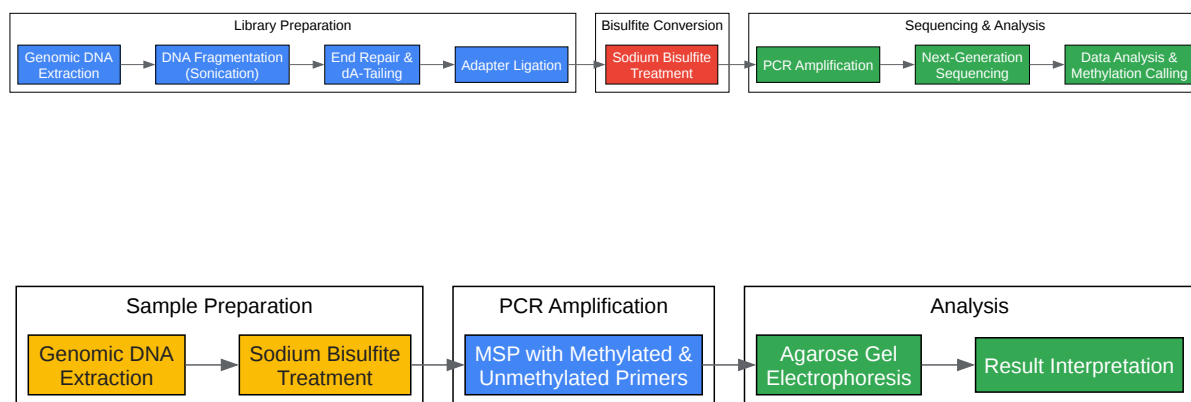 Library Preparation
Genomic DNA
Extraction
DNA Fragmentation
(Sonication)
End Repair &
dA-Tailing
Adapter Ligation
Bisulfite Conversion
Sodium Bisulfite
Treatment
Sequencing & Analysis
PCR Amplification
Next-Generation
Sequencing
Data Analysis &
Methylation Calling
Sample Preparation
Genomic DNA
Extraction
Sodium Bisulfite
Treatment
PCR Amplification
MSP with Methylated &
Unmethylated Primers
Analysis
Agarose Gel
Electrophoresis
Result Interpretation